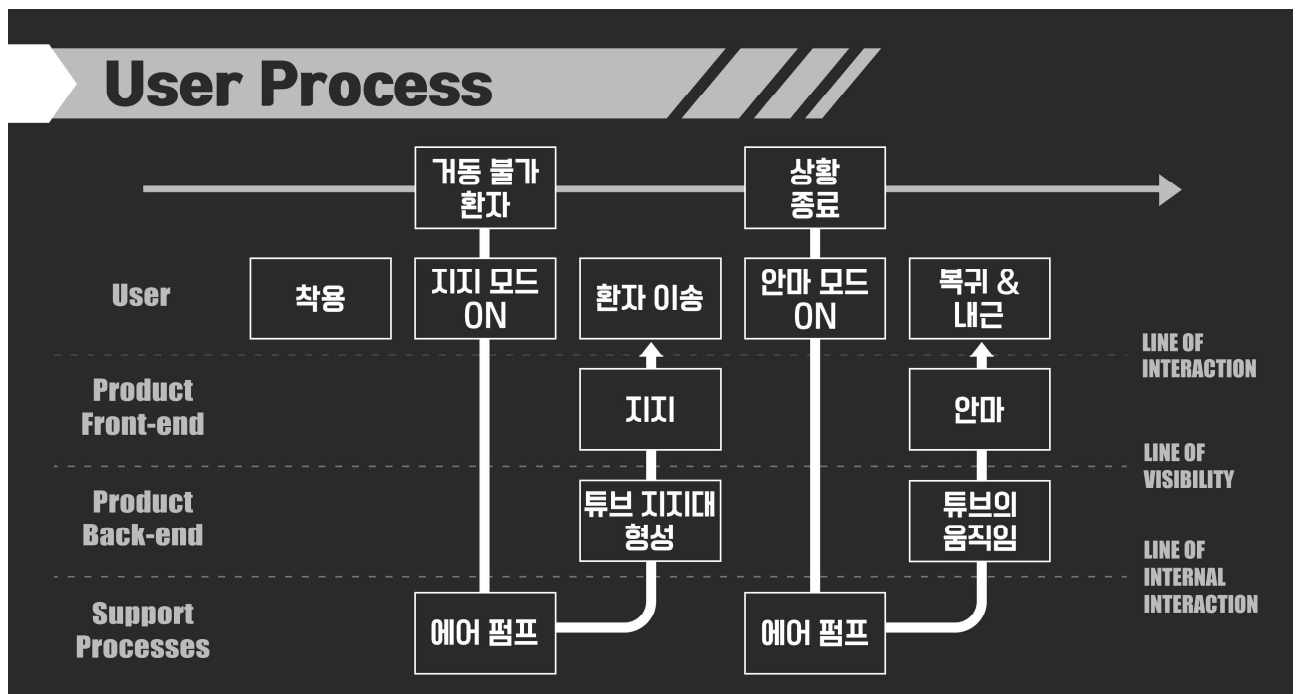 User Process
거동 불가
환자
상황
종료
User
착용
지지 모드
ON
환자 이송
안마 모드
ON
복귀 &
내근
LINE OF
INTERACTION
Product
Front-end
지지
안마
LINE OF
VISIBILITY
Product
Back-end
튜브 지지대
형성
튜브의
움직임
LINE OF
INTERNAL
INTERACTION
Support
Processes
에어 펌프
에어 펌프